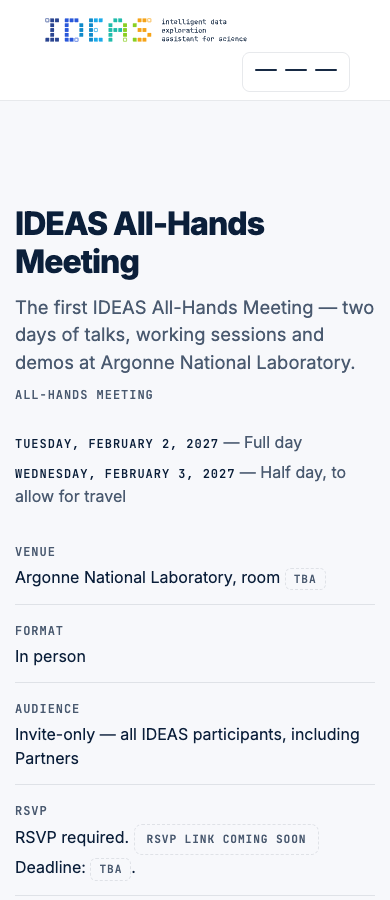 IDEAS
intelligent data
exploration
assistant for science
IDEAS All-Hands
Meeting
The first IDEAS All-Hands Meeting — two
days of talks, working sessions and
demos at Argonne National Laboratory.
ALL-HANDS MEETING
TUESDAY, FEBRUARY 2, 2027 — Full day
WEDNESDAY, FEBRUARY 3, 2027 — Half day, to
allow for travel
VENUE
Argonne National Laboratory, room TBA
FORMAT
In person
AUDIENCE
Invite-only — all IDEAS participants, including
Partners
RSVP
RSVP required. RSVP LINK COMING SOON
Deadline: TBA.